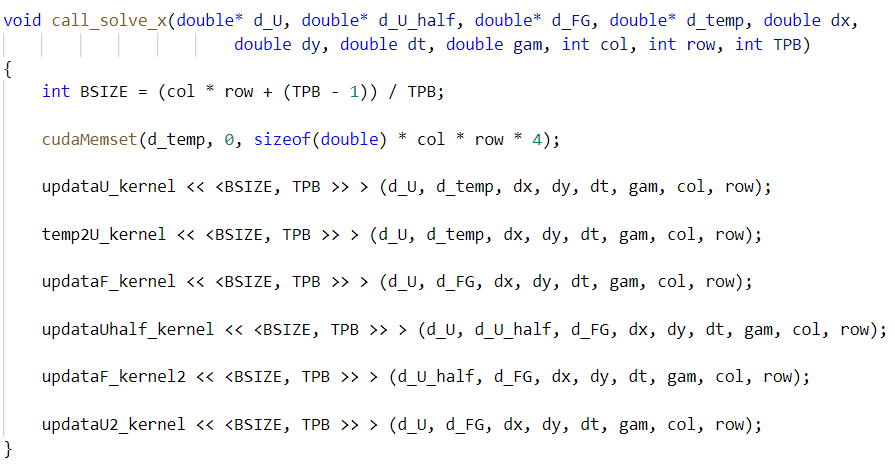 void call_solve_x(double* d_U, double* d_U_half, double* d_FG, double* d_temp, double dx,
double dy, double dt, double gam, int col, int row, int TPB)
{
int BSIZE = (col * row + (TPB - 1)) / TPB;
cudaMemset(d_temp, 0, sizeof(double) * col * row * 4);
updataU_kernel << <BSIZE, TPB >> > (d_U, d_temp, dx, dy, dt, gam, col, row);
temp2U_kernel << <BSIZE, TPB >> > (d_U, d_temp, dx, dy, dt, gam, col, row);
updataF_kernel << <BSIZE, TPB >> > (d_U, d_FG, dx, dy, dt, gam, col, row);
updataUhalf_kernel << <BSIZE, TPB >> > (d_U, d_U_half, d_FG, dx, dy, dt, gam, col, row);
updataF_kernel2 << <BSIZE, TPB >> > (d_U_half, d_FG, dx, dy, dt, gam, col, row);
updataU2_kernel << <BSIZE, TPB >> > (d_U, d_FG, dx, dy, dt, gam, col, row);
}